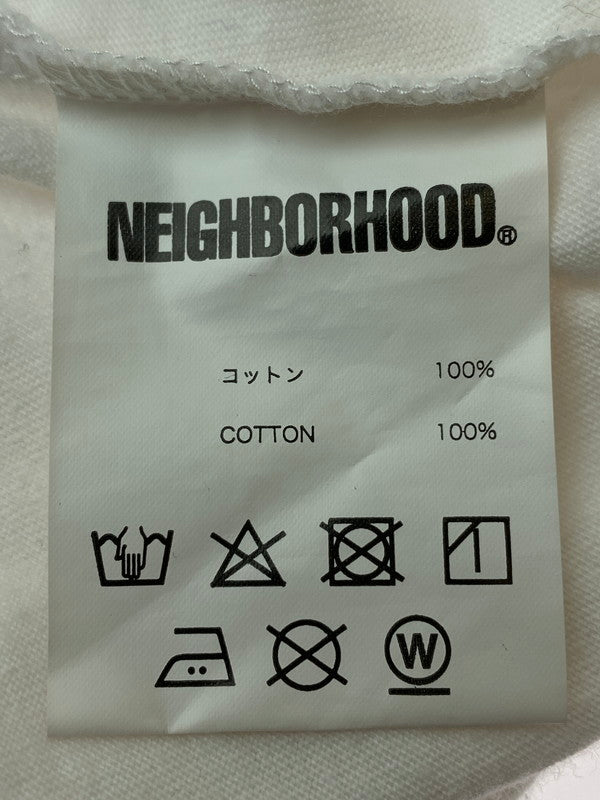 NEIGHBORHOOD®
コットン 100%
COTTON 100%
W